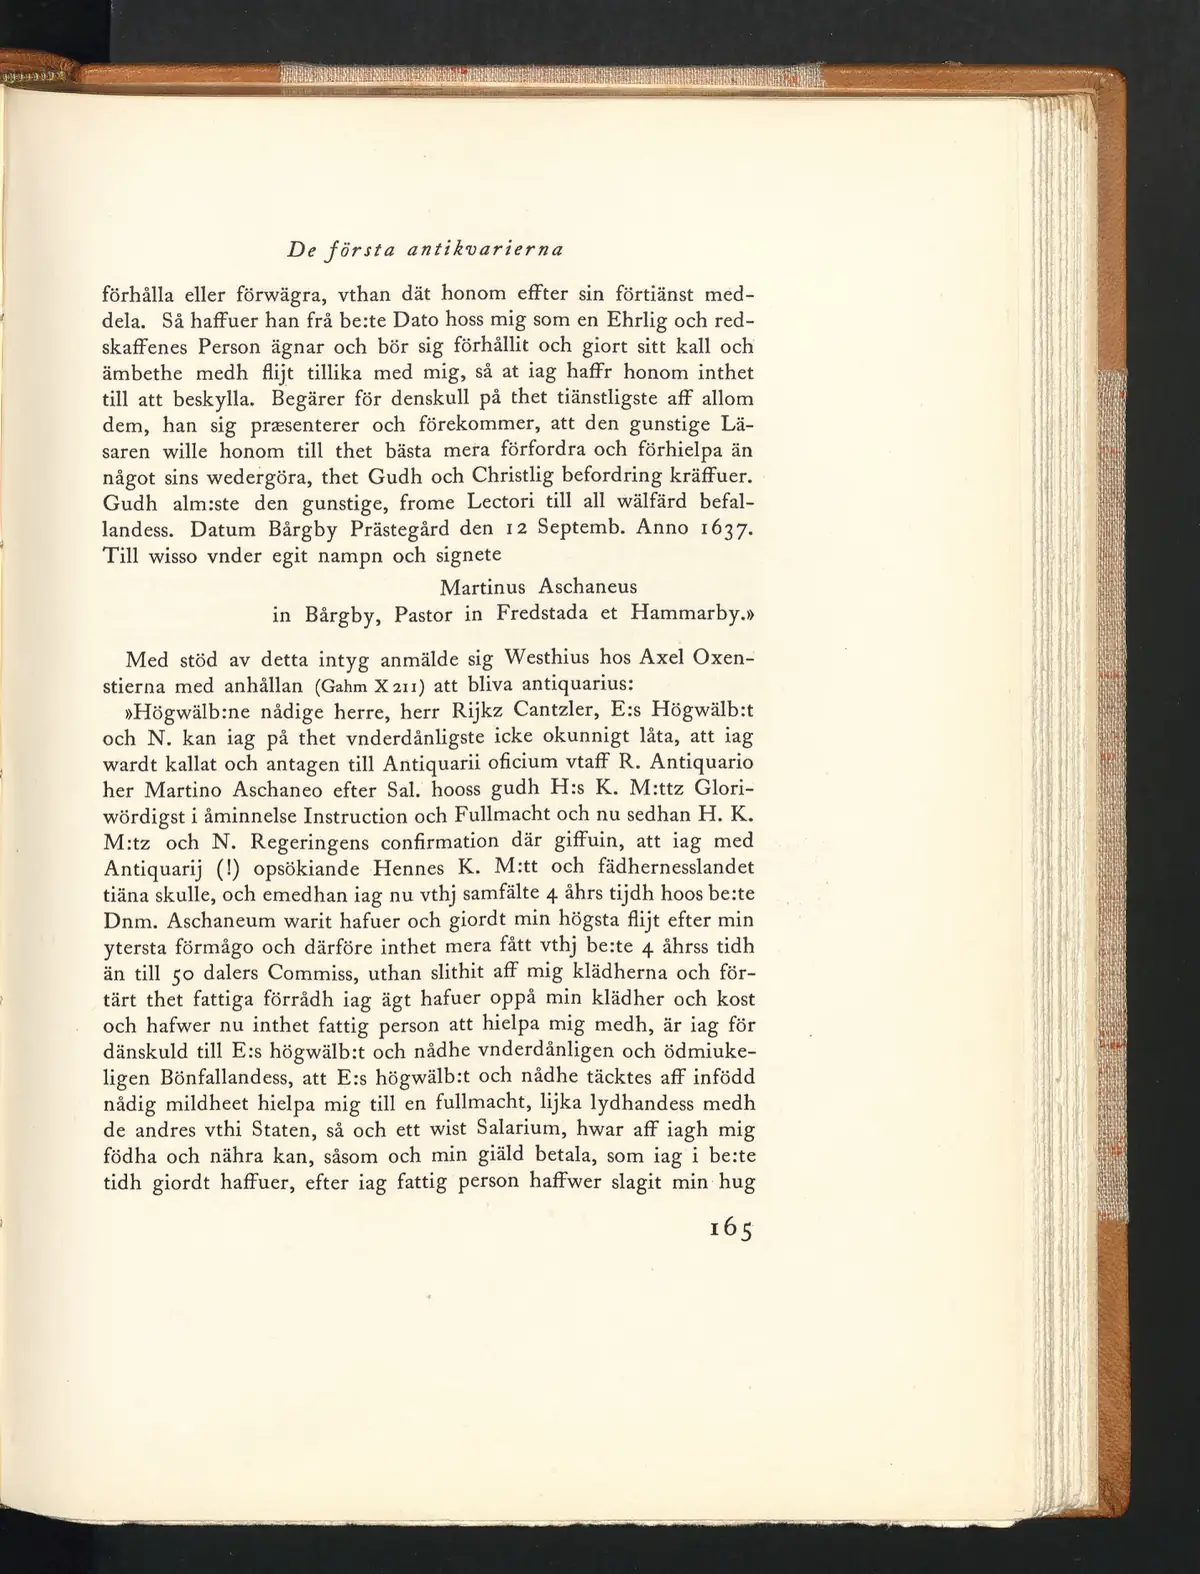 De första antikvarierna
förhålla eller förwägra, vthan dät honom effter sin förtiänst med-
dela. Så haffuer han frå be:te Dato hoss mig som en Ehrlig och red-
skaffenes Person ägnar och bör sig förhållit och giort sitt kall och
ämbethe medh flijt tillika med mig, så at iag haffr honom inthet
till att beskylla. Begärer för denskull på thet tiänstligste aff allom
dem, han sig præsenterer och förekommer, att den gunstige Lä-
saren wille honom till thet bästa mera förfordra och förhielpa än
något sins wedergöra, thet Gudh och Christlig befordring kräffuer.
Gudh alm:ste den gunstige, frome Lectori till all wälfärd befal-
landess. Datum Bårgby Prästegård den 12 Septemb. Anno 1637.
Till wisso vnder egit nampn och signete
Martinus Aschaneus
in Bårgby, Pastor in Fredstada et Hammarby.»
Med stöd av detta intyg anmälde sig Westhius hos Axel Oxen-
stierna med anhållan (Gahm X 211) att bliva antiquarius:
»Högwälb:ne nådige herre, herr Rijkz Cantzler, E:s Högwälb:t
och N. kan iag på thet vnderdånligste icke okunnigt låta, att iag
wardt kallat och antagen till Antiquarii oficium vtaff R. Antiquario
her Martino Aschaneo efter Sal. hooss gudh H:s K. M:ttz Glori-
wördigst i åminnelse Instruction och Fullmacht och nu sedhan H. K.
M:tz och N. Regeringens confirmation där giffuin, att iag med
Antiquarij (!) opsökiande Hennes K. M:tt och fädhernesslandet
tiäna skulle, och emedhan iag nu vthj samfälte 4 åhrs tijdh hoos be:te
Dnm. Aschaneum warit hafuer och giordt min högsta flijt efter min
ytersta förmågo och därföre inthet mera fått vthj be:te 4 åhrss tidh
än till 50 dalers Commiss, uthan slithit aff mig klädherna och för-
tärt thet fattiga förrådh iag ägt hafuer oppå min klädher och kost
och hafwer nu inthet fattig person att hielpa mig medh, är iag för
dänskuld till E:s högwälb:t och nådhe vnderdånligen och ödmiuke-
ligen Bönfallandess, att E:s högwälb:t och nådhe täcktes aff infödd
nådig mildheet hielpa mig till en fullmacht, lijka lydhandess medh
de andres vthi Staten, så och ett wist Salarium, hwar aff iagh mig
födha och nähra kan, såsom och min giäld betala, som iag i be:te
tidh giordt haffuer, efter iag fattig person haffwer slagit min hug
165